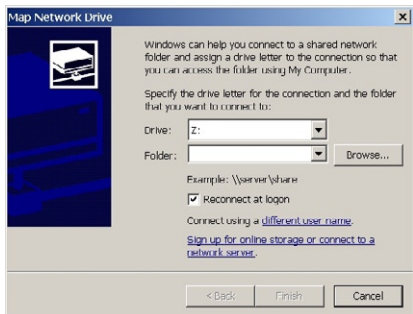 Map Network Drive
Windows can help you connect to a shared network
folder and assign a drive letter to the connection so that
you can access the folder using My Computer.
Specify the drive letter for the connection and the folder
that you want to connect to:
Drive: Z:
Folder: Browse...
Example: \\server\share
Reconnect at logon
Connect using a different user name.
Sign up for online storage or connect to a
network server.
< Back Finish Cancel